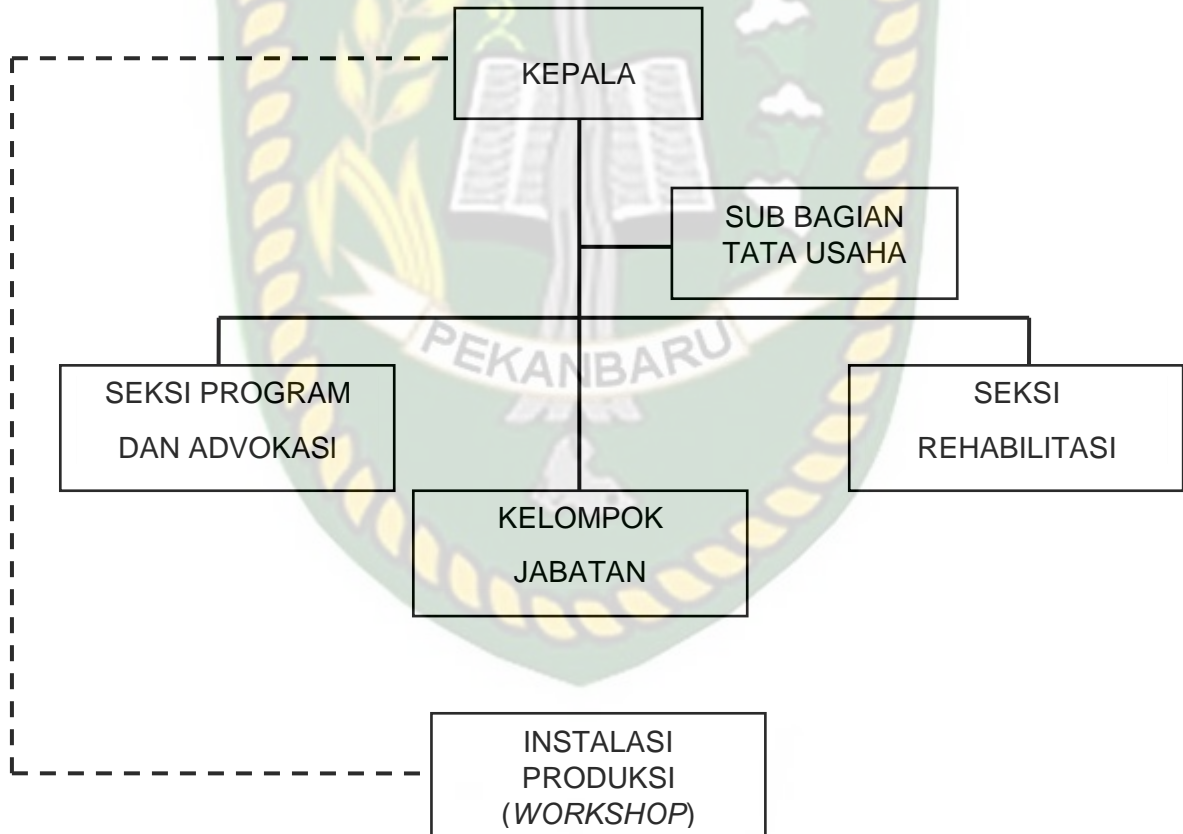 KEPALA
SUB BAGIAN
TATA USAHA
PEKANBARU
SEKSI PROGRAM
DAN ADVOKASI
SEKSI
REHABILITASI
KELOMPOK
JABATAN
INSTALASI
PRODUKSI
(WORKSHOP)